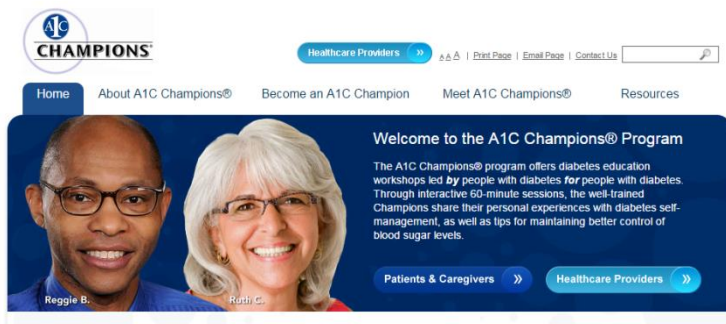 A1C
CHAMPIONS®
Healthcare Providers »
A A A | Print Page | Email Page | Contact Us
Home About A1C Champions® Become an A1C Champion Meet A1C Champions® Resources
Welcome to the A1C Champions® Program
The A1C Champions® program offers diabetes education
workshops led by people with diabetes for people with diabetes.
Through interactive 60-minute sessions, the well-trained
Champions share their personal experiences with diabetes self-
management, as well as tips for maintaining better control of
blood sugar levels.
Patients & Caregivers » Healthcare Providers »
Reggie B. Ruth C.